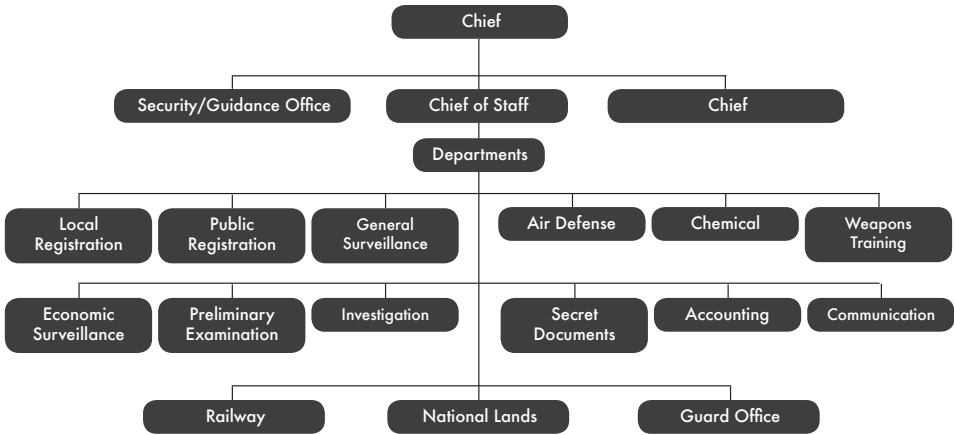 Chief
Security/Guidance Office
Chief of Staff
Chief
Departments
Local
Registration
Public
Registration
General
Surveillance
Air Defense
Chemical
Weapons
Training
Economic
Surveillance
Preliminary
Examination
Investigation
Secret
Documents
Accounting
Communication
Railway
National Lands
Guard Office